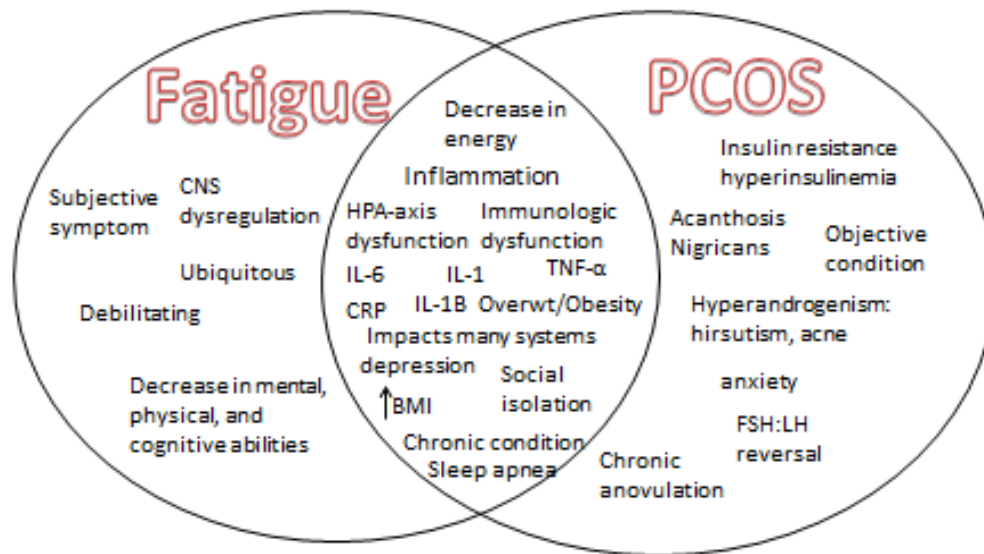 Fatigue
PCOS
Subjective
symptom
CNS
dysregulation
Ubiquitous
Debilitating
Decrease in mental,
physical, and
cognitive abilities
Decrease in
energy
Inflammation
HPA-axis
dysfunction
Immunologic
dysfunction
IL-6
IL-1
TNF-α
CRP
IL-1B
Overwt/Obesity
Impacts many systems
depression
Social
isolation
↑BMI
Chronic condition
Sleep apnea
Insulin resistance
hyperinsulinemia
Acanthosis
Nigricans
Objective
condition
Hyperandrogenism:
hirsutism, acne
anxiety
FSH:LH
reversal
Chronic
anovulation